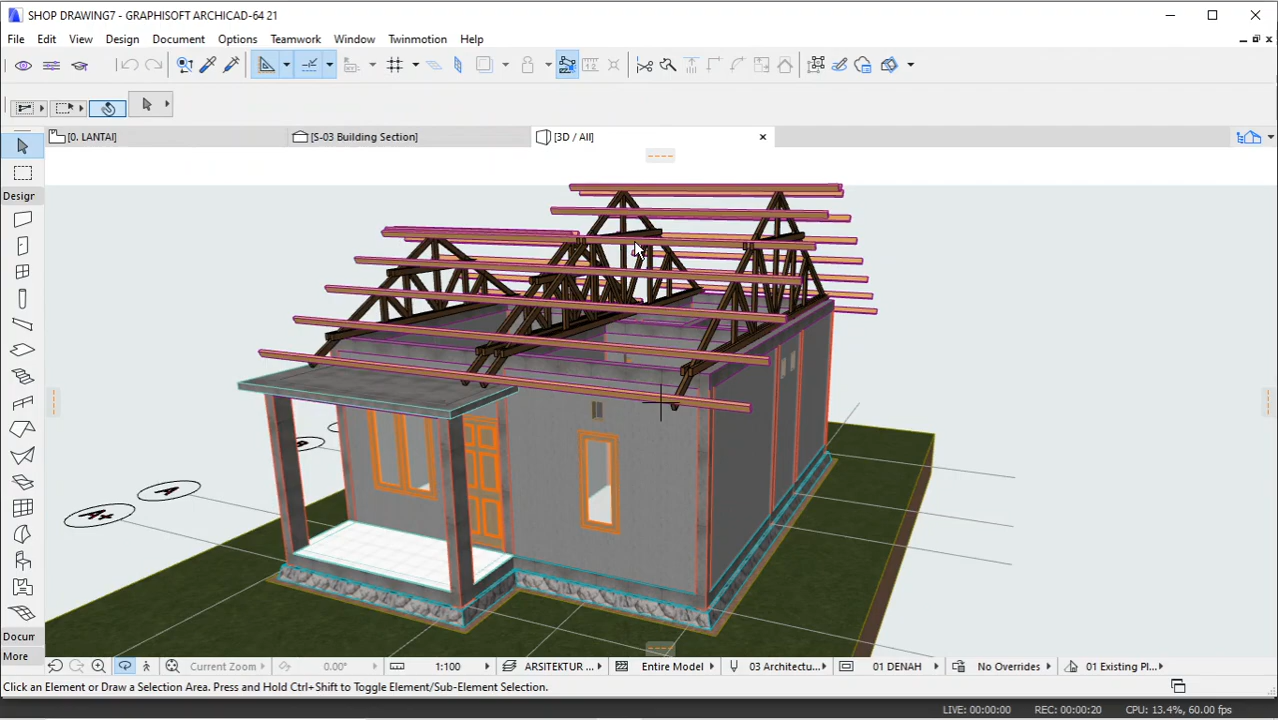 SHOP DRAWING7 - GRAPHISOFT ARCHICAD-64 21
File Edit View Design Document Options Teamwork Window Twinmotion Help
[0. LANTAI] [S-03 Building Section] [3D / All]
Design
A
Ax
Docum
More
Current Zoom 0.00° 1:100 ARSITEKTUR ... Entire Model 03 Architectu... 01 DENAH No Overrides 01 Existing Pl...
Click an Element or Draw a Selection Area. Press and Hold Ctrl+Shift to Toggle Element/Sub-Element Selection.
LIVE: 00:00:00 REC: 00:00:20 CPU: 13.4%, 60.00 fps